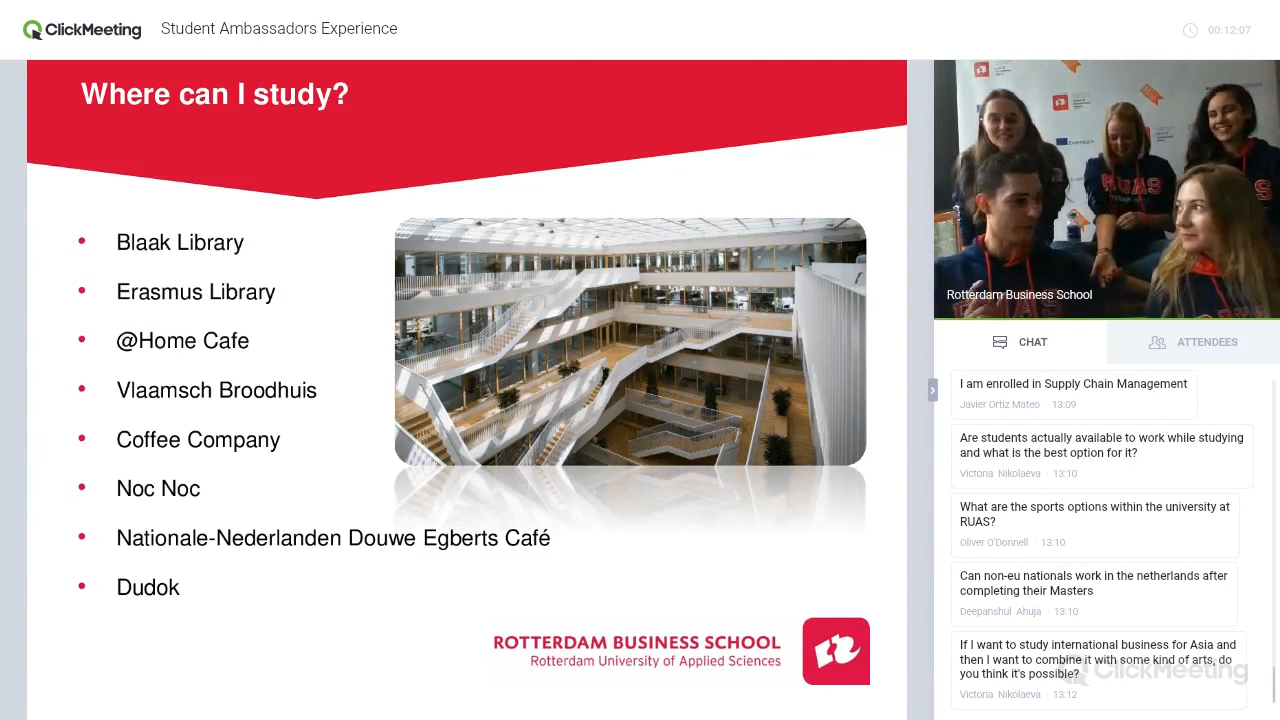 ClickMeeting
Student Ambassadors Experience
00:12:07
Where can I study?
• Blaak Library
• Erasmus Library
• @Home Cafe
• Vlaamsch Broodhuis
• Coffee Company
• Noc Noc
• Nationale-Nederlanden Douwe Egberts Café
• Dudok
ROTTERDAM BUSINESS SCHOOL
Rotterdam University of Applied Sciences
RUAS
Rotterdam Business School
CHAT
ATTENDEES
I am enrolled in Supply Chain Management
Javier Ortiz Mateo · 13:09
Are students actually available to work while studying
and what is the best option for it?
Victoria Nikolaeva · 13:10
What are the sports options within the university at
RUAS?
Oliver O'Donnell · 13:10
Can non-eu nationals work in the netherlands after
completing their Masters
Deepanshul Ahuja · 13:10
If I want to study international business for Asia and
then I want to combine it with some kind of arts, do
you think it's possible?
Victoria Nikolaeva · 13:12
ClickMeeting